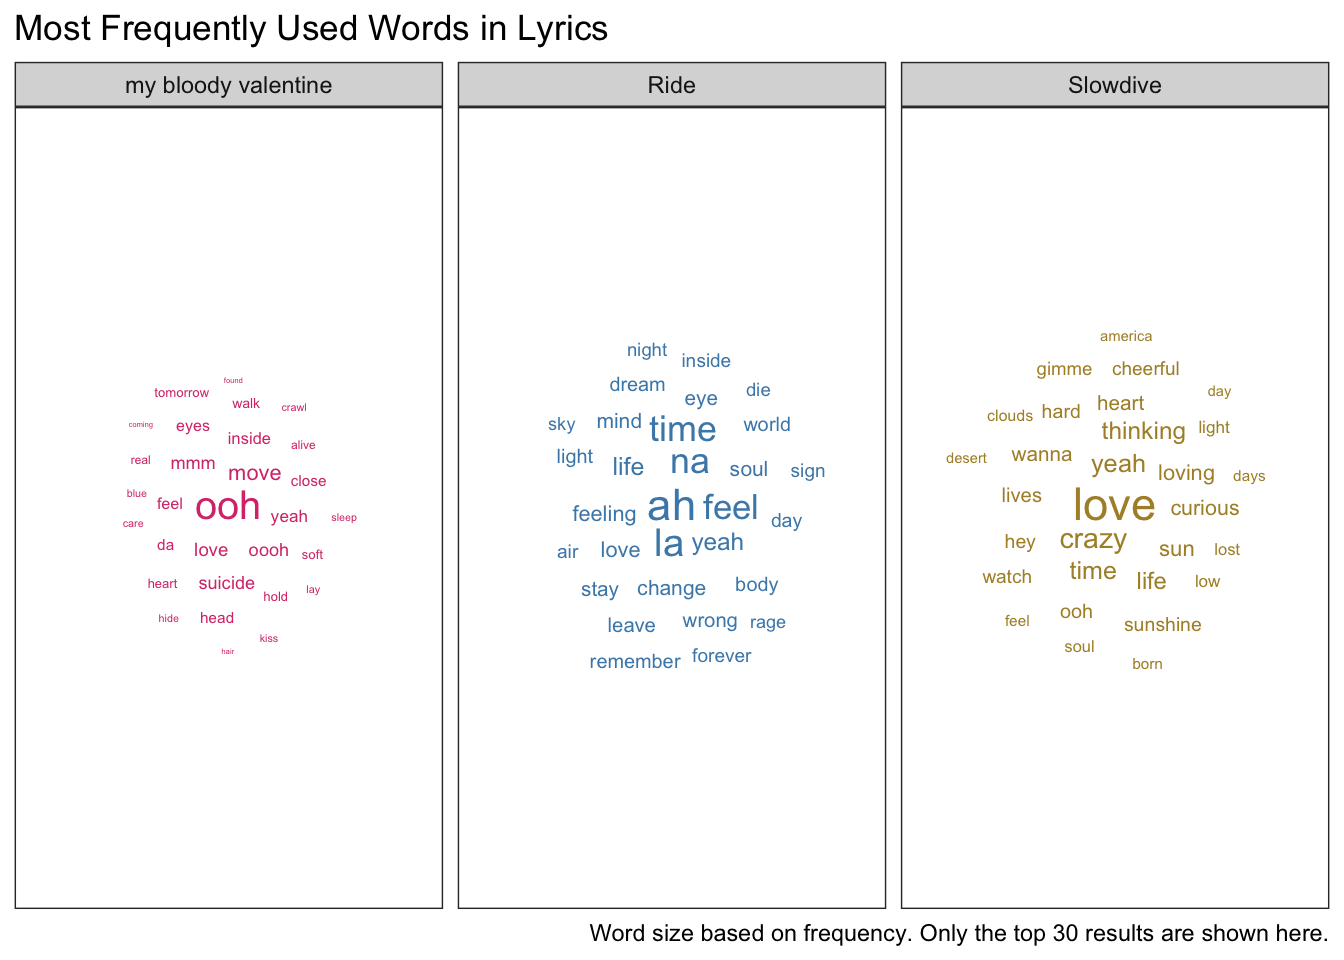 Most Frequently Used Words in Lyrics
my bloody valentine
found
tomorrow
walk
crawl
coming
eyes
inside
alive
real
mmm
move
close
blue
feel
ooh
yeah
sleep
care
da
love
oooh
soft
heart
suicide
hold
lay
hide
head
kiss
hair
Ride
night
inside
dream
eye
die
sky
mind
time
world
light
life
na
soul
sign
feeling
ah
feel
day
air
love
la
yeah
stay
change
body
leave
wrong
rage
remember
forever
Slowdive
america
gimme
cheerful
day
clouds
hard
heart
thinking
light
desert
wanna
yeah
loving
days
lives
love
curious
hey
crazy
sun
lost
watch
time
life
low
feel
ooh
sunshine
soul
born
Word size based on frequency. Only the top 30 results are shown here.